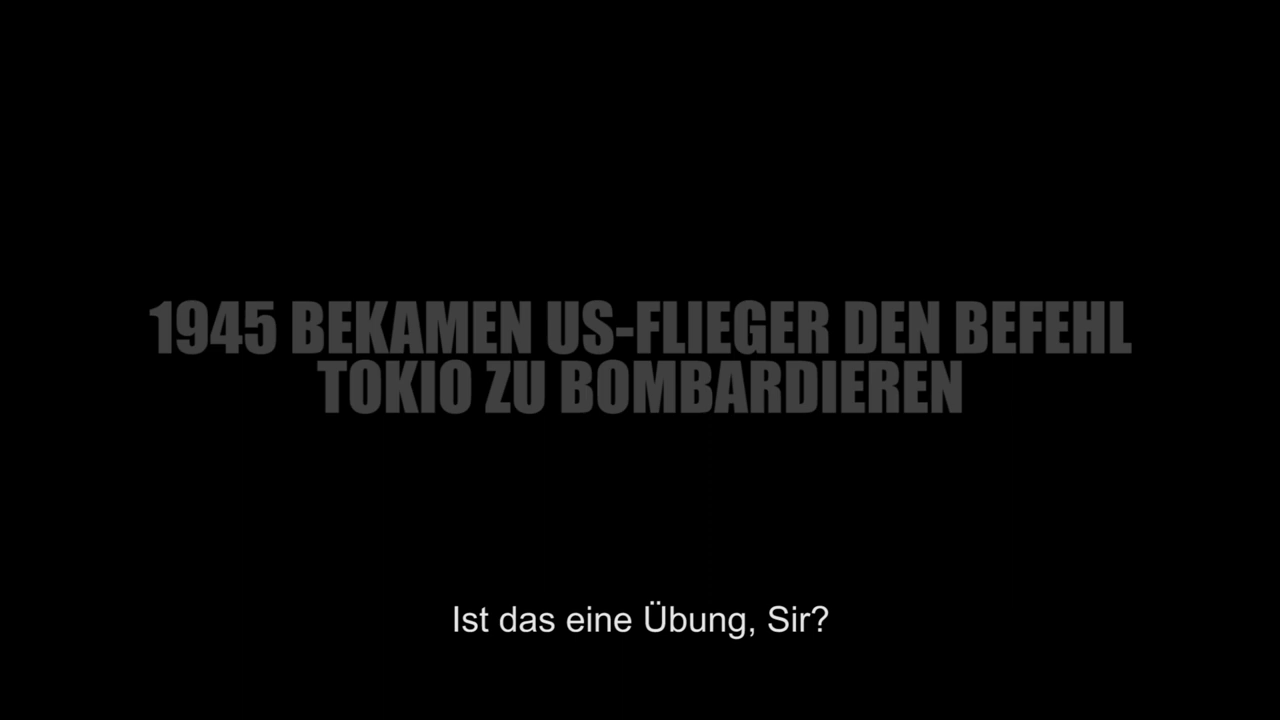 1945 BEKAMEN US-FLIEGER DEN BEFEHL
TOKIO ZU BOMBARDIEREN
Ist das eine Übung, Sir?